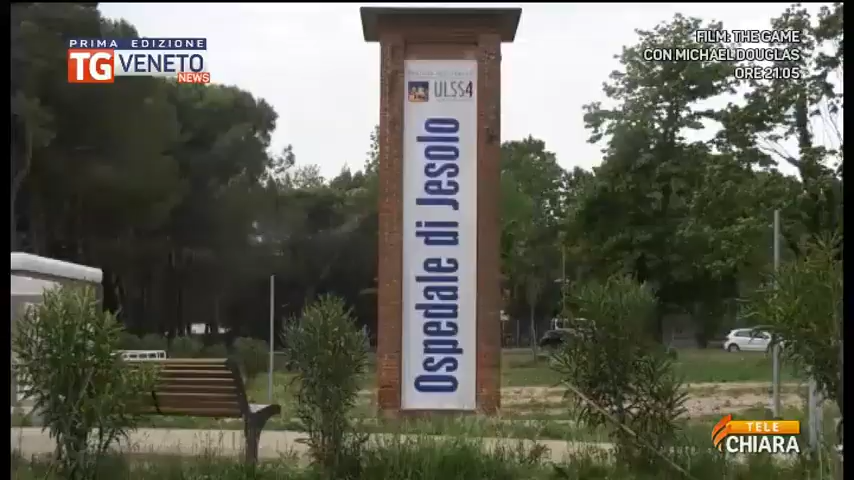 PRIMA EDIZIONE
TG VENETO
NEWS
FILM: THE GAME
CON MICHAEL DOUGLAS
ORE 21.05
ULSS4
Ospedale di Jesolo
TELE
CHIARA